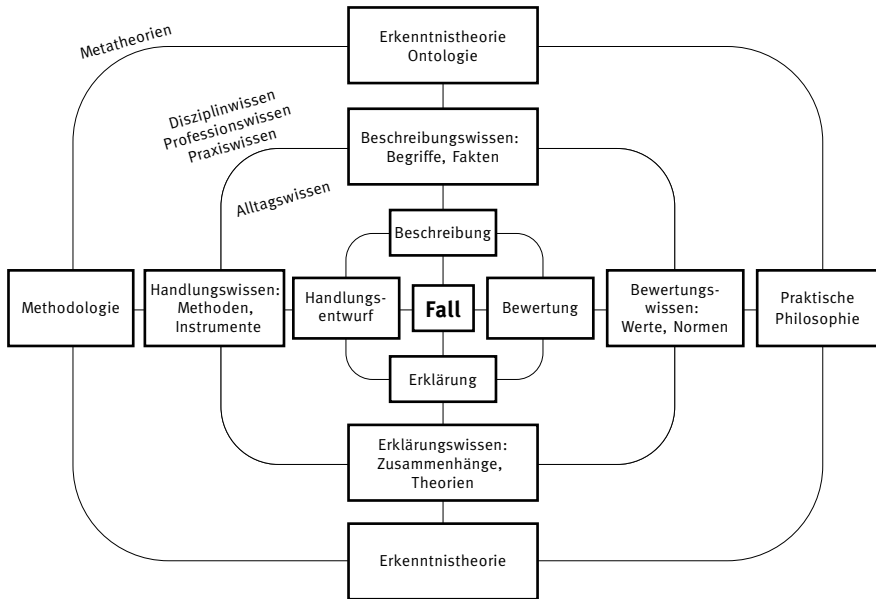 Metatheorien
Erkenntnistheorie
Ontologie
Disziplinwissen
Professionswissen
Praxiswissen
Beschreibungswissen:
Begriffe, Fakten
Alltagswissen
Beschreibung
Methodologie
Handlungswissen:
Methoden,
Instrumente
Handlungs-
entwurf
Fall
Bewertung
Bewertungs-
wissen:
Werte, Normen
Praktische
Philosophie
Erklärung
Erklärungswissen:
Zusammenhänge,
Theorien
Erkenntnistheorie